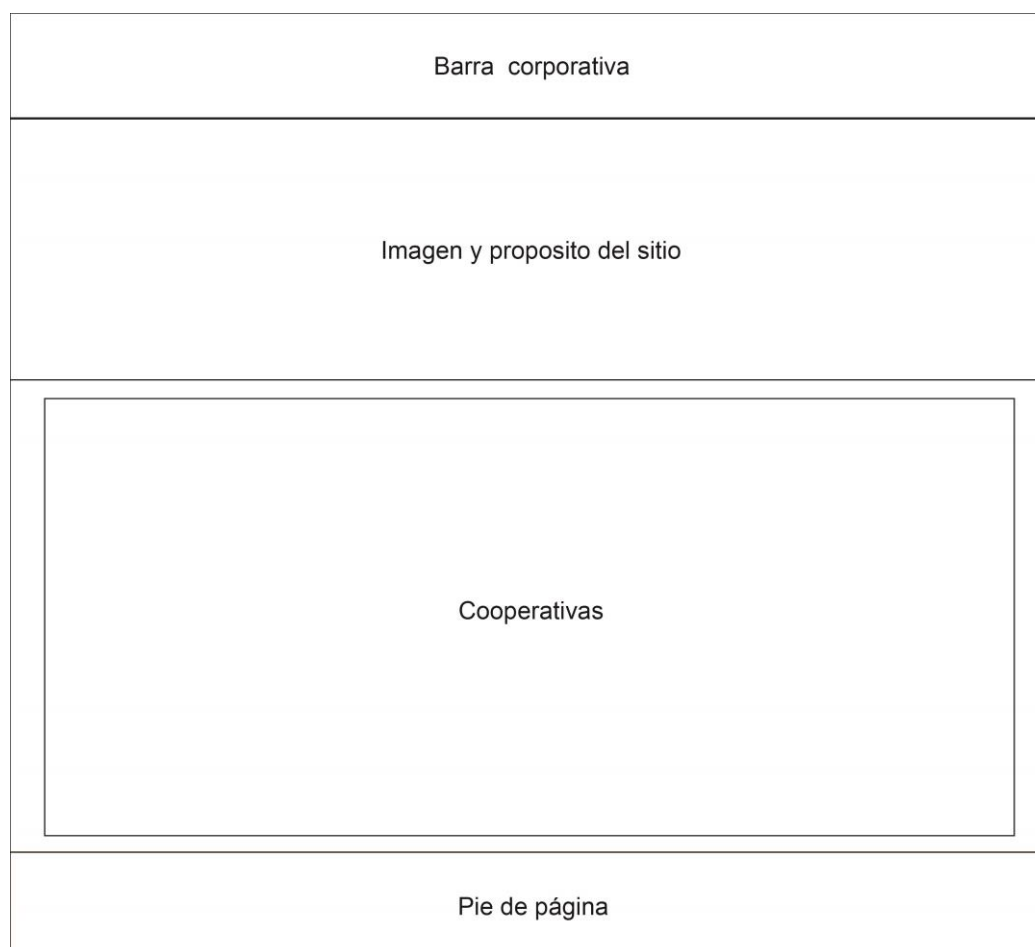 Barra corporativa
Imagen y proposito del sitio
Cooperativas
Pie de página